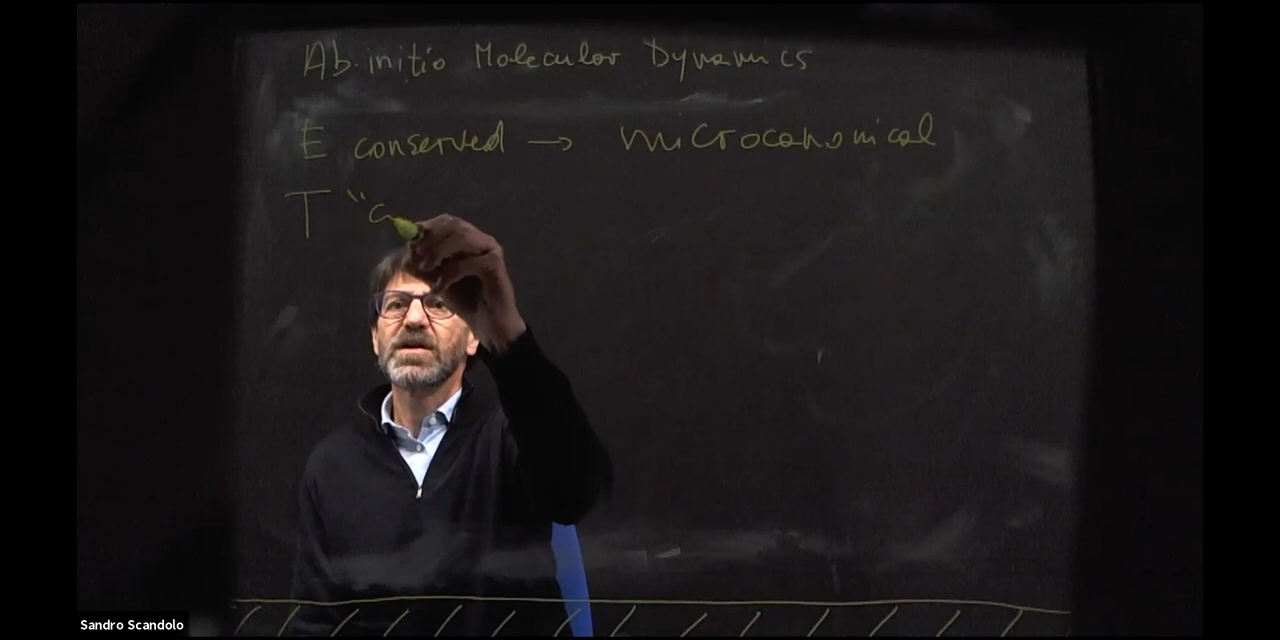 Ab. initio Molecular Dynamics
E conserved → microcanonical
T "c
Sandro Scandolo